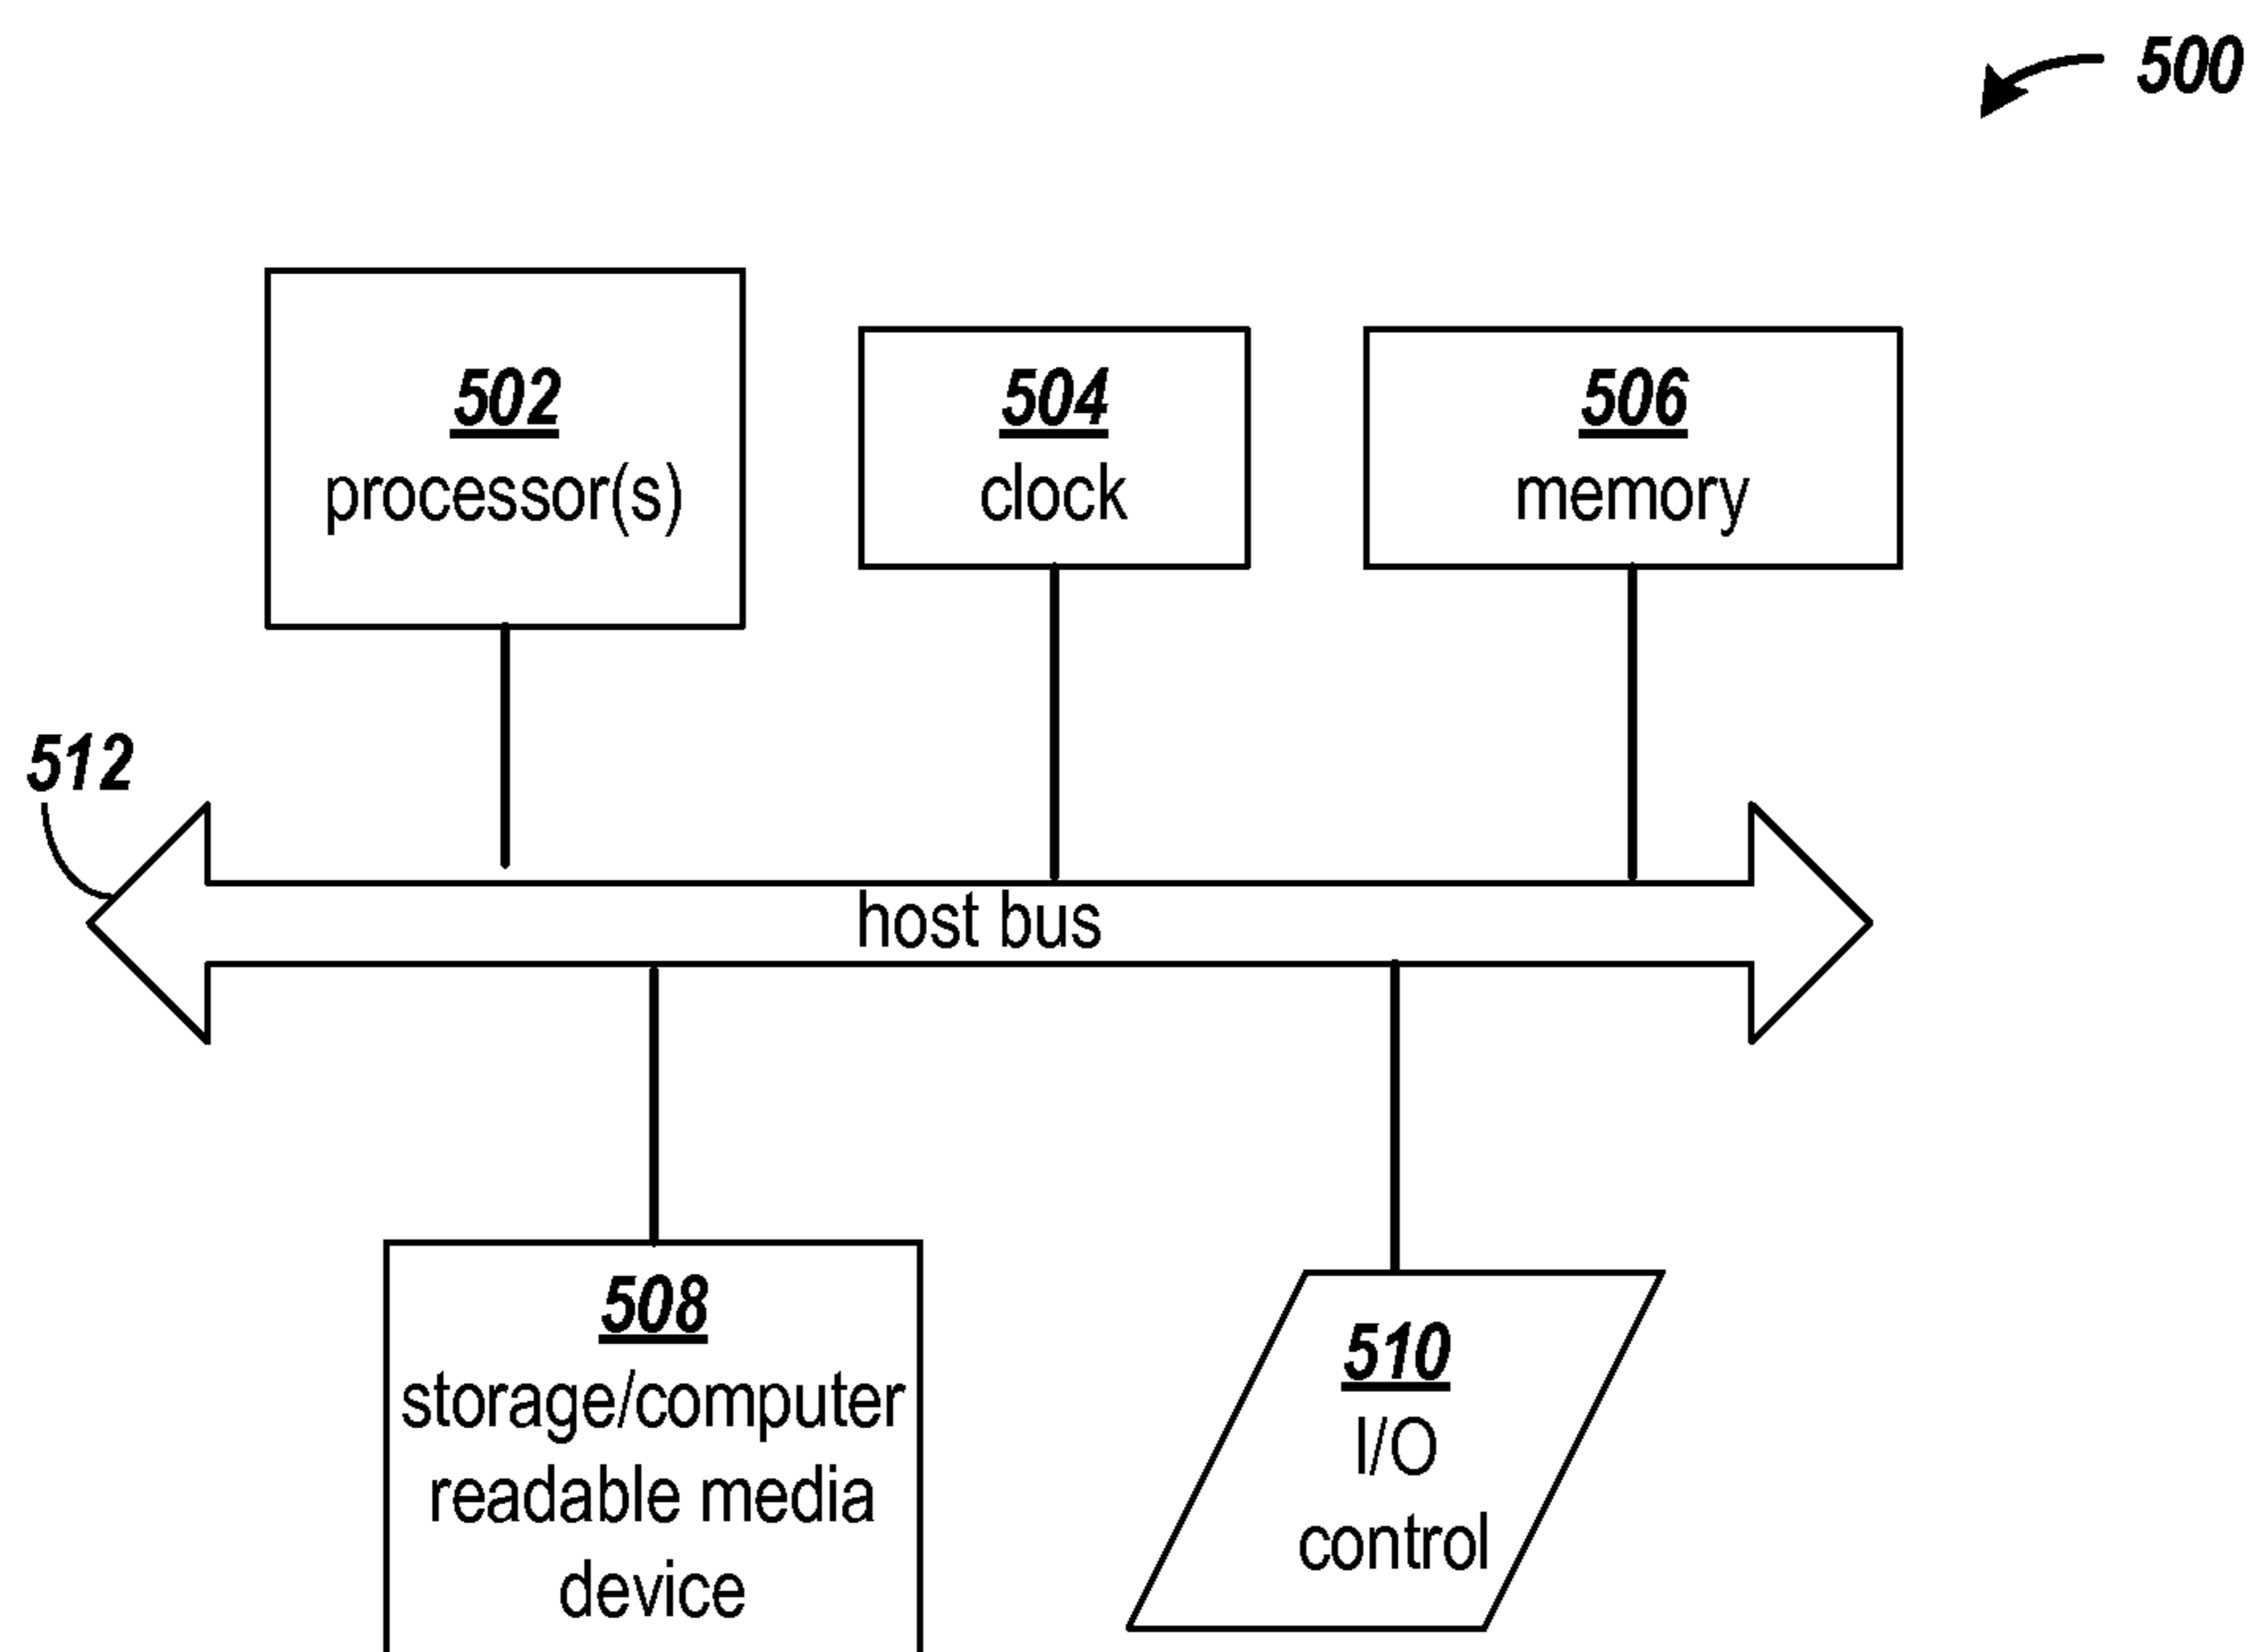 500
502
processor(s)
504
clock
506
memory
512
host bus
508
storage/computer
readable media
device
510
I/O
control